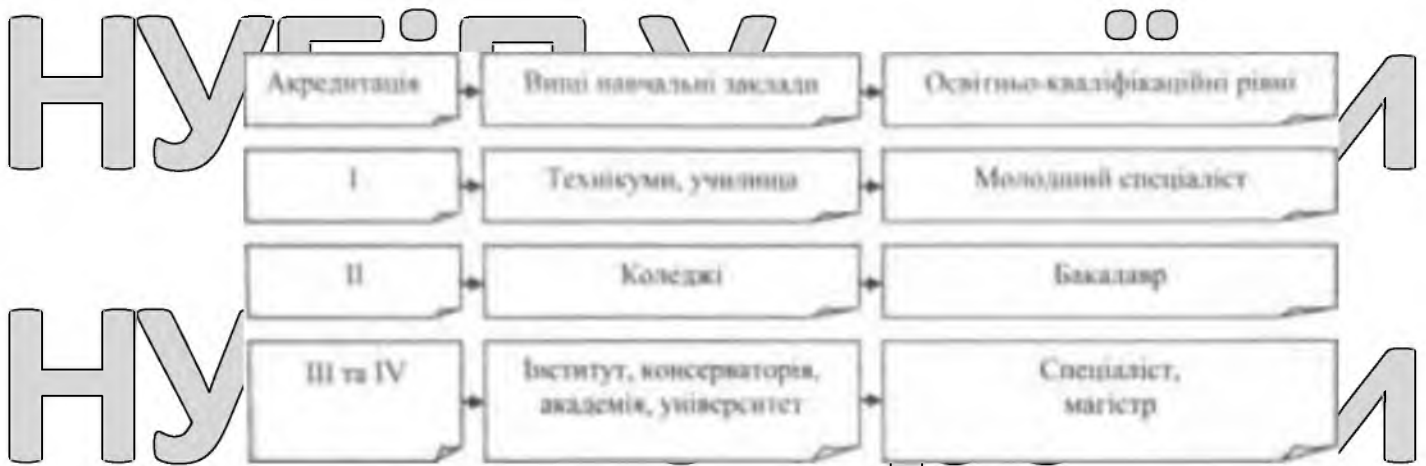 Акредитація Вищі навчальні заклади Освітньо-кваліфікаційні рівні
I Технікуми, училища Молодший спеціаліст
II Коледжі Бакалавр
III та IV Інститут, консерваторія, Спеціаліст,
академія, університет магістр